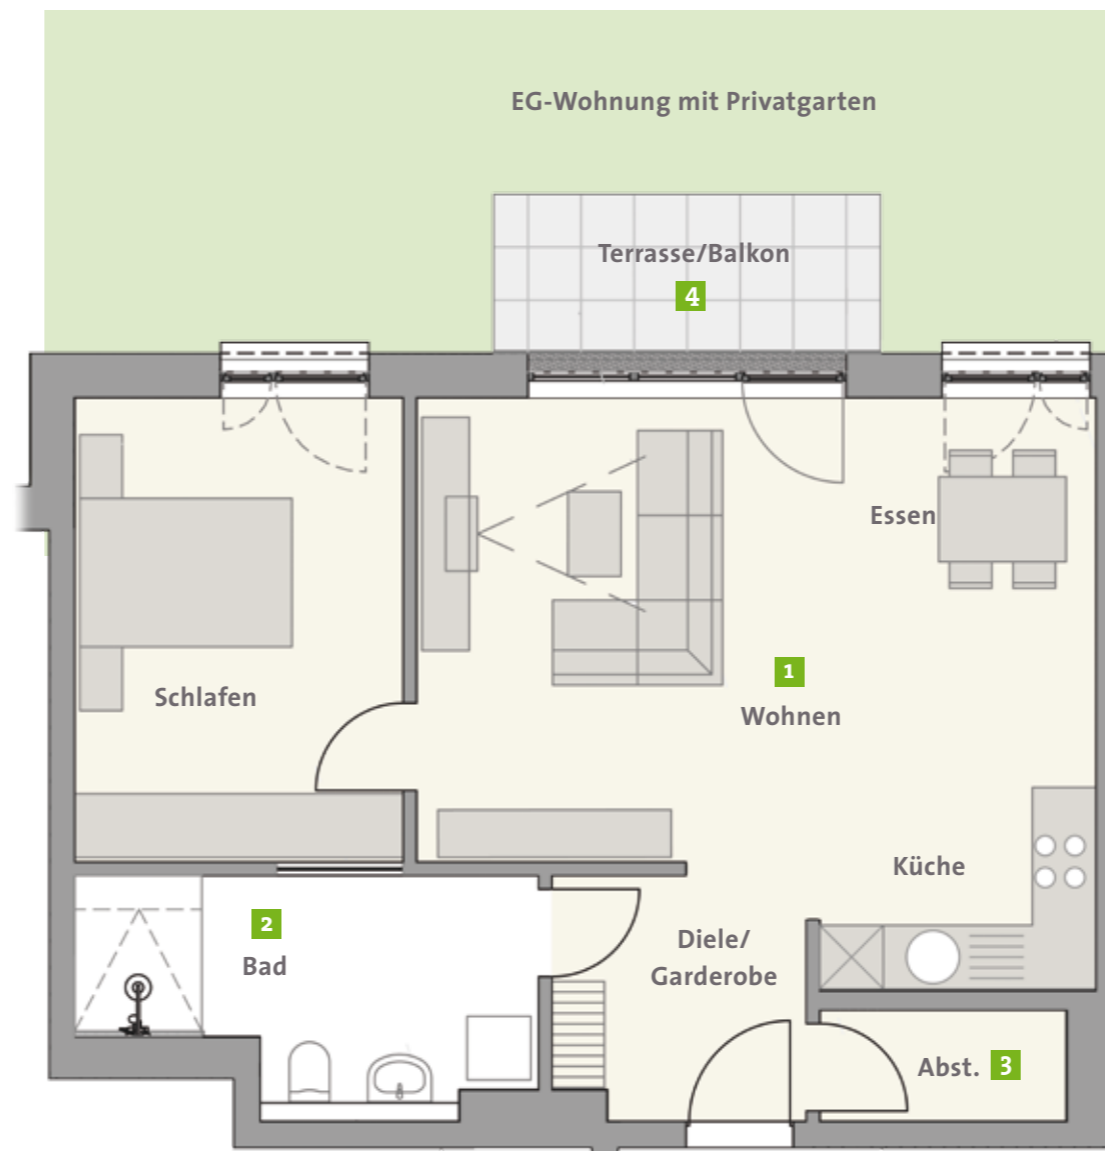 EG-Wohnung mit Privatgarten
Terrasse/Balkon
4
Essen
Schlafen
1
Wohnen
Küche
2
Bad
Diele/
Garderobe
Abst. 3